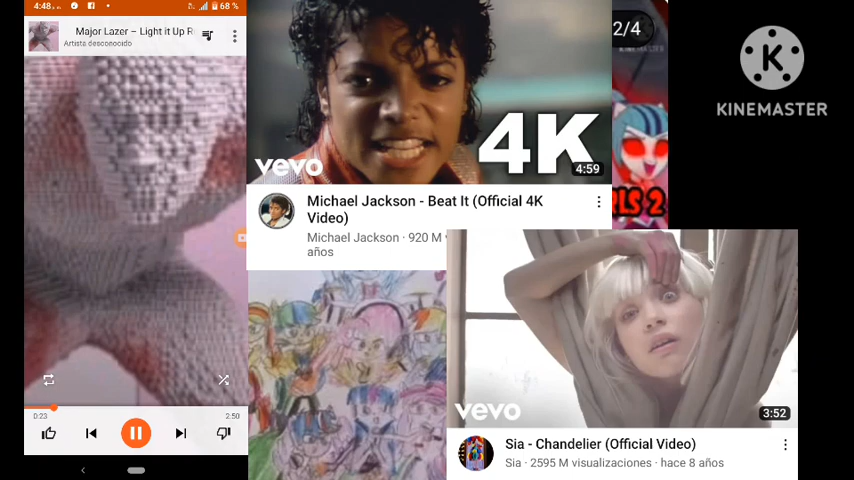 4:48
68 %
Major Lazer – Light it Up R
Artista desconocido
0:23
2:50
vevo
4K
4:59
Michael Jackson - Beat It (Official 4K
Video)
Michael Jackson · 920 M
años
2/4
RLS 2
KINEMASTER
vevo
3:52
Sia - Chandelier (Official Video)
Sia · 2595 M visualizaciones · hace 8 años